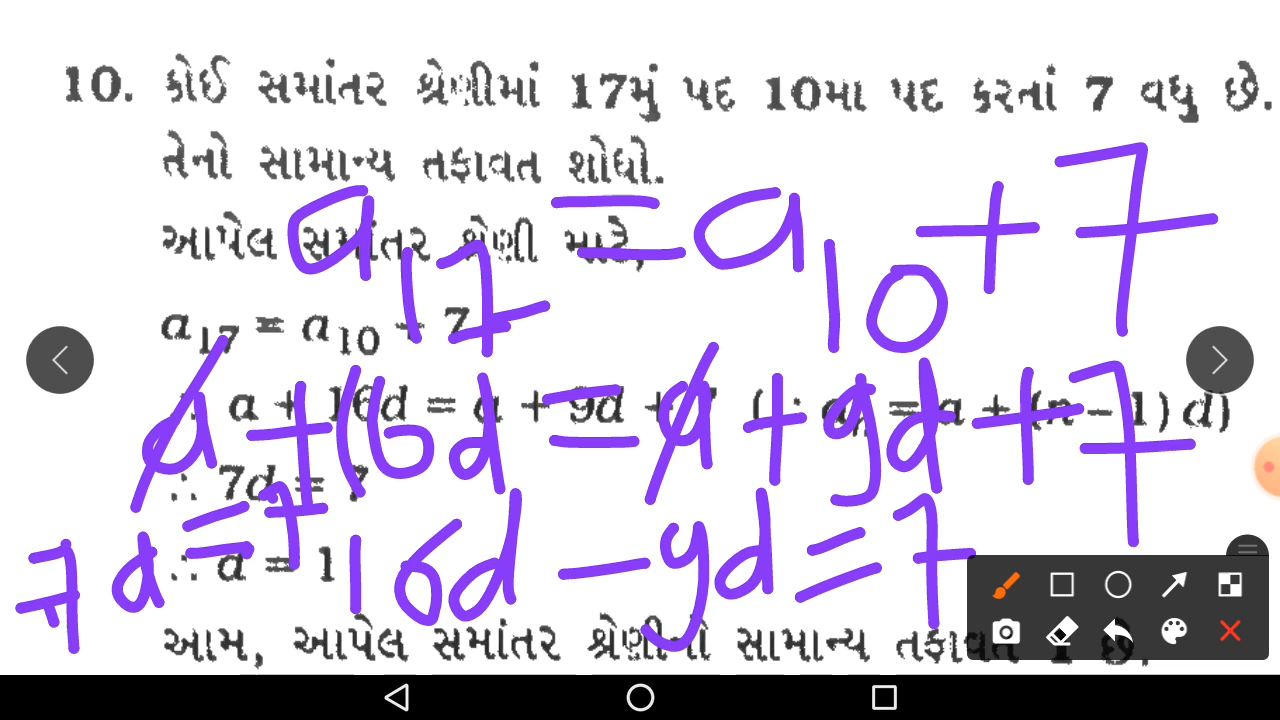 10. કોઈ સમાંતર શ્રેણીમાં 17મું પદ 10મા પદ કરતાં 7 વધુ છે.
તેનો સામાન્ય તફાવત શોધો.
a17 = a10 + 7
આપેલ સમાંતર શ્રેણી માટે,
a17 = a10 + 7
∴ a + 16d = a + 9d + 7 (∵ an = a + (n – 1) d)
a + 16d = a + 9d + 7
∴ 7d = 7
7d = 7
16d – 9d = 7
∴ a = 1
આમ, આપેલ સમાંતર શ્રેણીનો સામાન્ય તફાવત 1 છે.